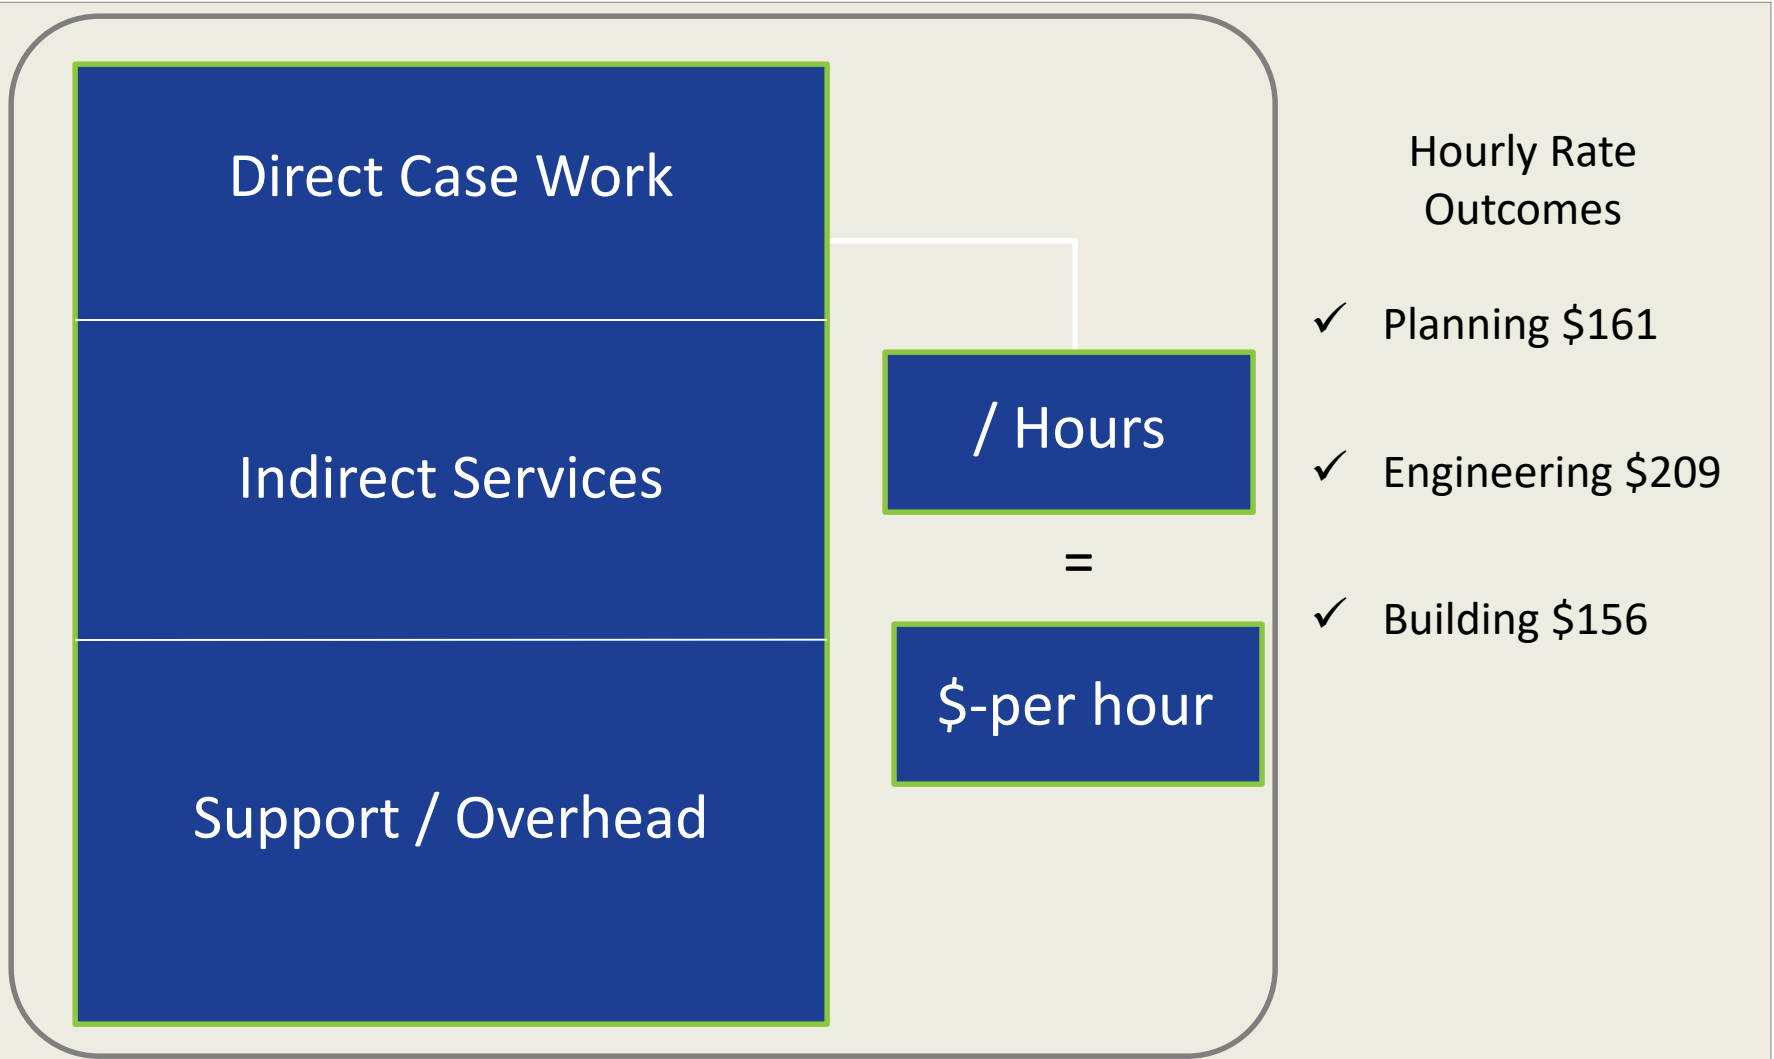 Direct Case Work
Indirect Services
Support / Overhead
/ Hours
=
$-per hour
Hourly Rate
Outcomes
✓ Planning $161
✓ Engineering $209
✓ Building $156